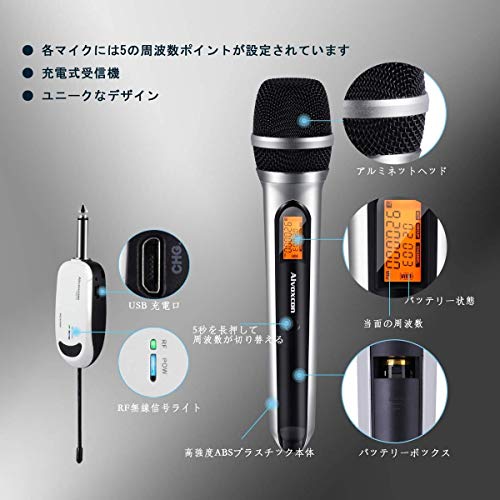 ● 各マイクには5の周波数ポイントが設定されています
● 充電式受信機
● ユニークなデザイン
アルミネットヘッド
CHG
USB 充電口
Alvoxcon
バッテリー状態
当面の周波数
5秒を長押して
周波数が切り替える
RF
POW
RF無線信号ライト
高強度ABSプラスチック本体
バッテリーボックス